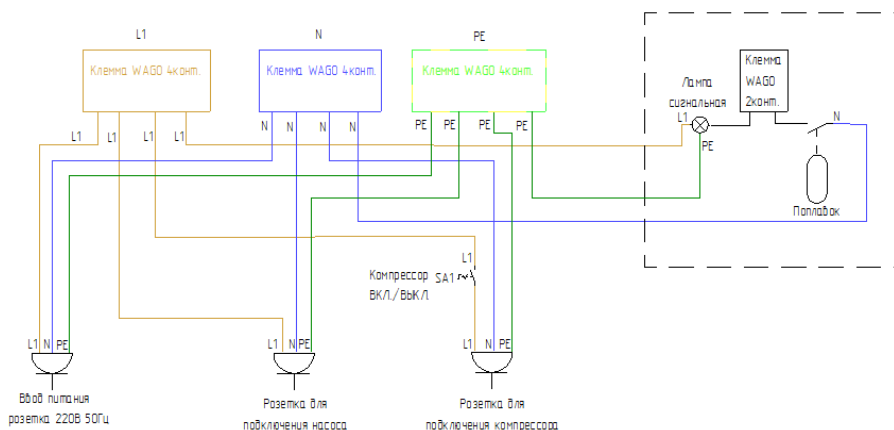 L1
N
PE
Клемма WAGO 4конт.
Клемма WAGO 4конт.
Клемма WAGO 4конт.
Клемма
WAGO
2конт.
Лампа
сигнальная
L1
PE
N
Поплавок
L1
L1
L1
L1
N
N
N
N
PE
PE
PE
PE
L1
Компрессор
ВКЛ./ВЫКЛ.
SA1
L1
N
PE
L1
N
PE
L1
N
PE
Ввод питания
розетка 220В 50Гц
Розетка для
подключения насоса
Розетка для
подключения компрессора